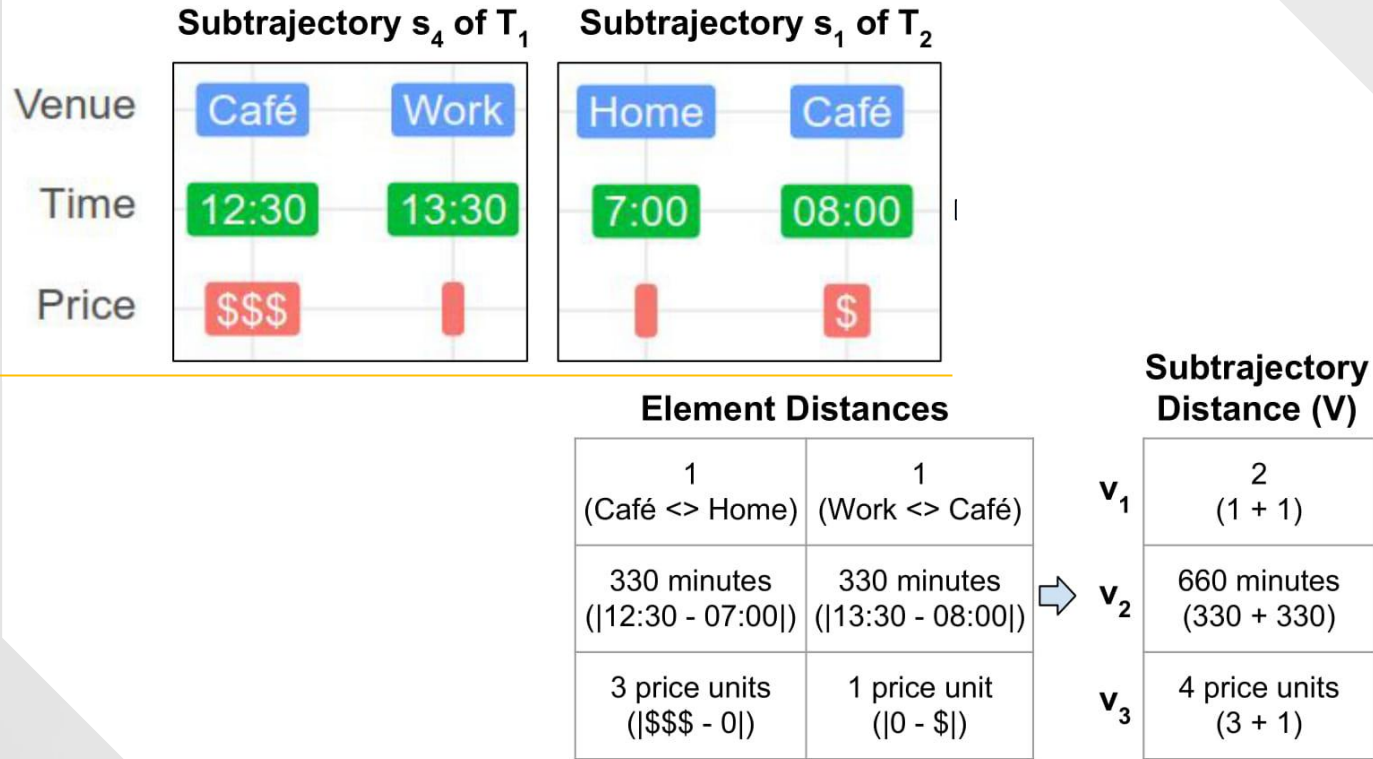 Subtrajectory s4 of T1 Subtrajectory s1 of T2
Venue Café Work Home Café
Time 12:30 13:30 7:00 08:00
Price $$$ $
Element Distances
Subtrajectory
Distance (V)
1 1 v1 2
(Café <> Home) (Work <> Café) (1 + 1)
330 minutes 330 minutes v2 660 minutes
(|12:30 - 07:00|) (|13:30 - 08:00|) (330 + 330)
3 price units 1 price unit v3 4 price units
(|$$$ - 0|) (|0 - $|) (3 + 1)